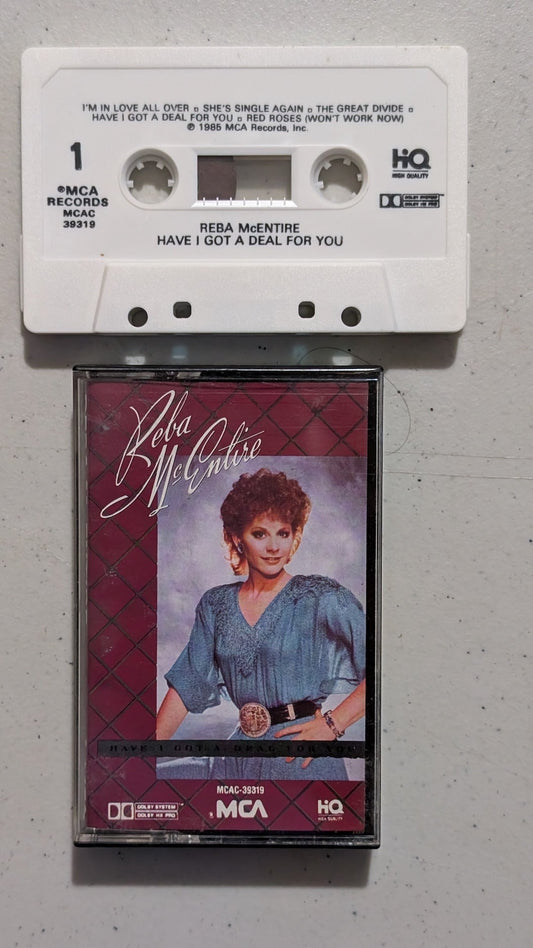 I'M IN LOVE ALL OVER ▫ SHE'S SINGLE AGAIN ▫ THE GREAT DIVIDE ▫
HAVE I GOT A DEAL FOR YOU ▫ RED ROSES (WON'T WORK NOW)
℗ 1985 MCA Records, Inc.
1
®MCA
RECORDS
MCAC
39319
HQ
HIGH QUALITY
DOLBY SYSTEM
DOLBY HX PRO
REBA McENTIRE
HAVE I GOT A DEAL FOR YOU
Reba
McEntire
HAVE I GOT A DEAL FOR YOU
MCAC-39319
DOLBY SYSTEM™
DOLBY HX PRO
MCA
HQ
HIGH QUALITY